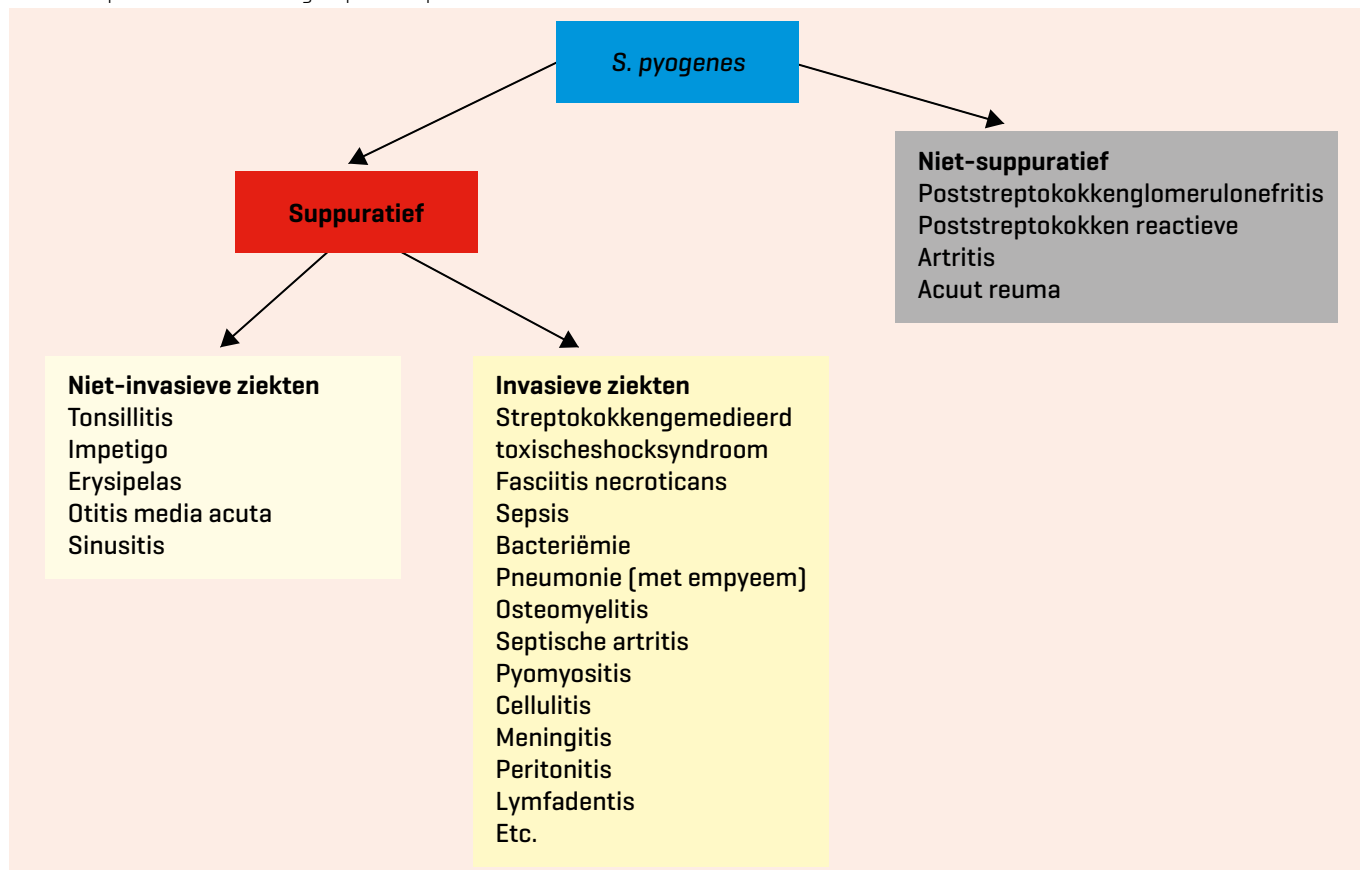 S. pyogenes
Suppuratief
Niet-suppuratief
Poststreptokokkenglomerulonefritis
Poststreptokokken reactieve
Artritis
Acuut reuma
Niet-invasieve ziekten
Tonsillitis
Impetigo
Erysipelas
Otitis media acuta
Sinusitis
Invasieve ziekten
Streptokokkengemedieerd
toxischeshocksyndroom
Fasciitis necroticans
Sepsis
Bacteriëmie
Pneumonie (met empyeem)
Osteomyelitis
Septische artritis
Pyomyositis
Cellulitis
Meningitis
Peritonitis
Lymfadentis
Etc.